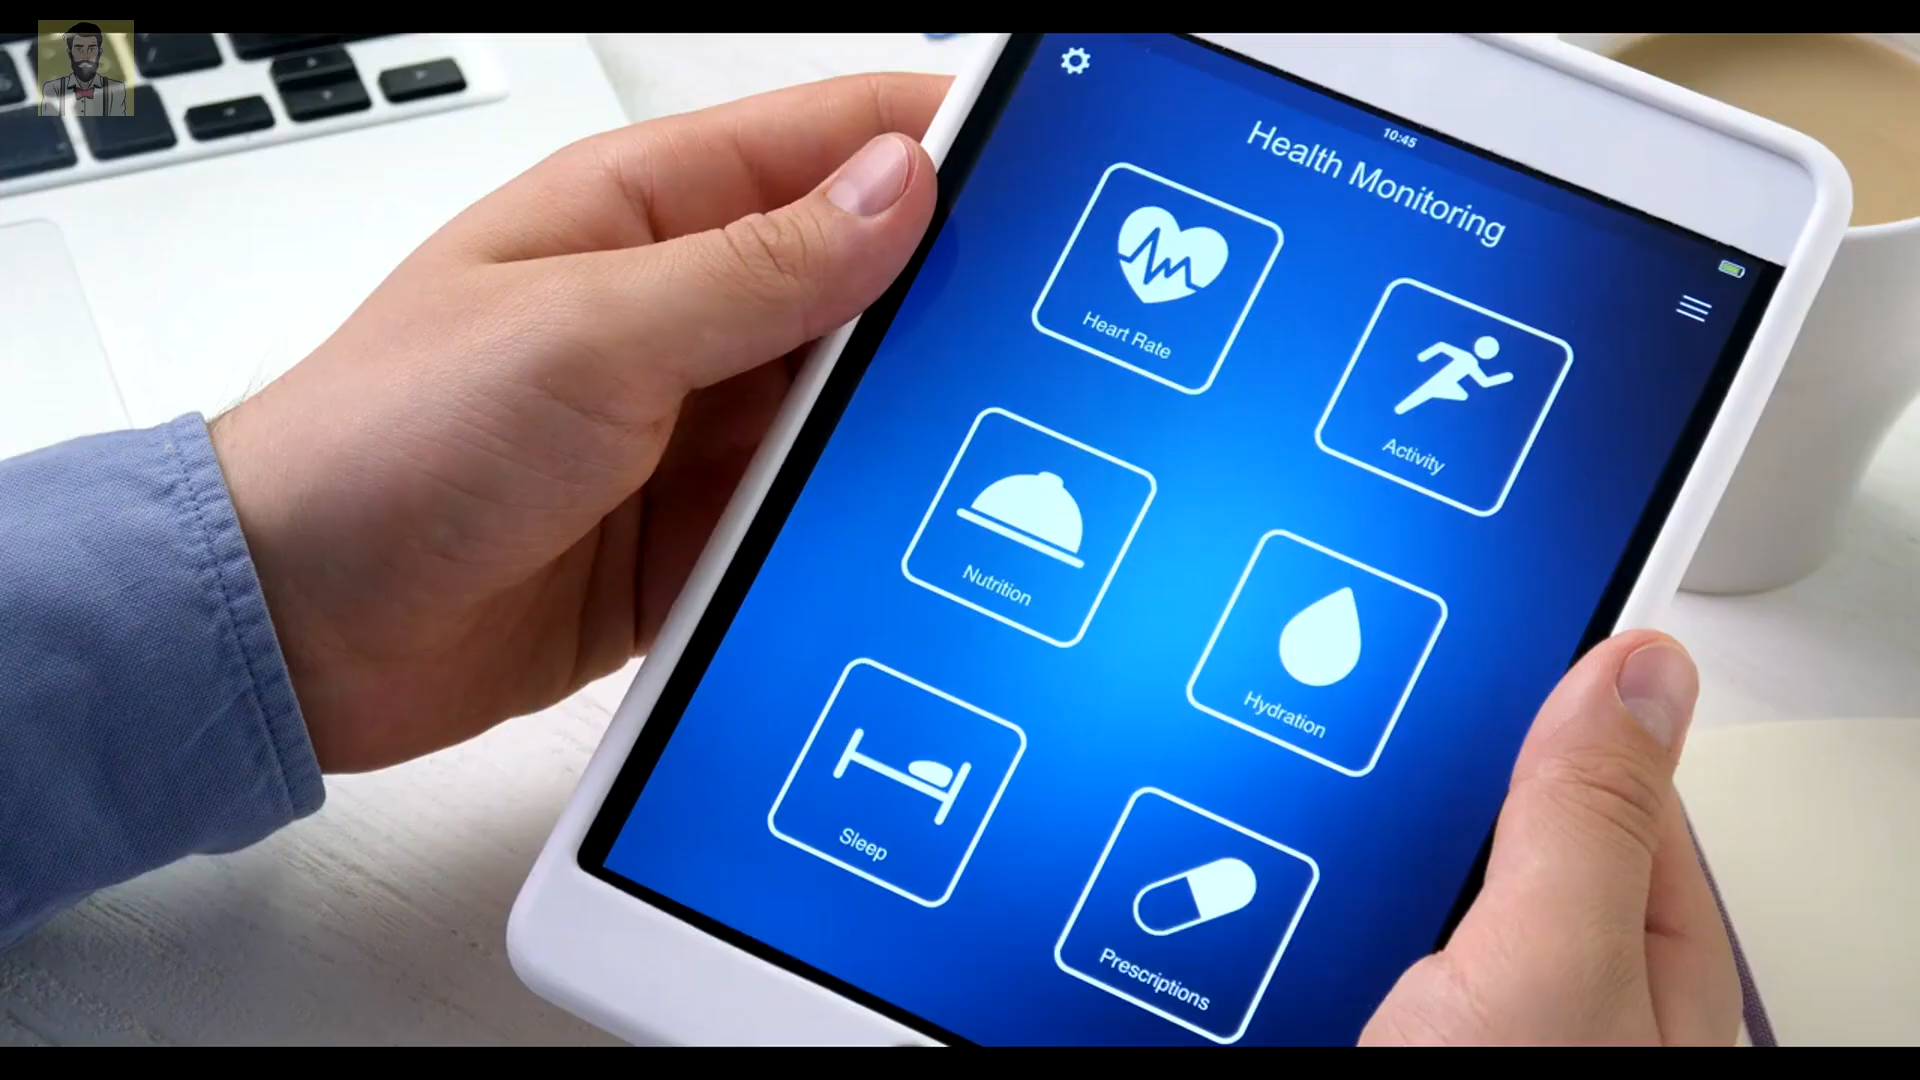 10:45
Health Monitoring
Heart Rate
Activity
Nutrition
Hydration
Sleep
Prescriptions